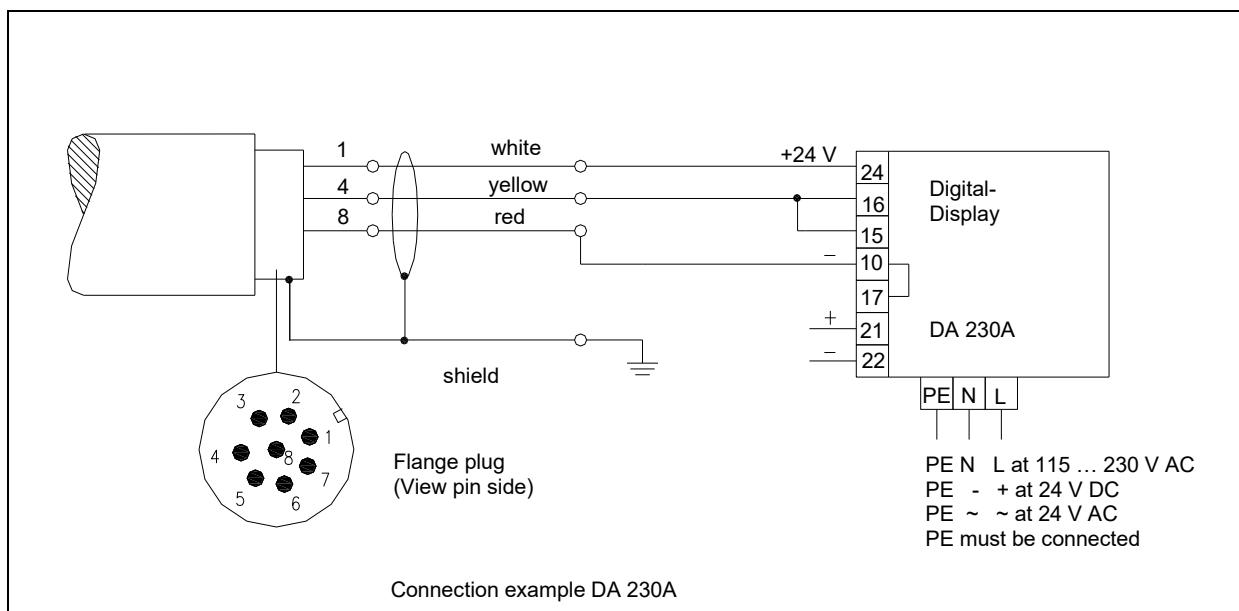 1 white +24 V 24
4 yellow 16
8 red 15
– 10
17
+ 21
– 22
Digital-
Display
DA 230A
shield
PE N L
3 2
1
4 8
7
5 6
Flange plug
(View pin side)
PE N L at 115 … 230 V AC
PE - + at 24 V DC
PE ~ ~ at 24 V AC
PE must be connected
Connection example DA 230A